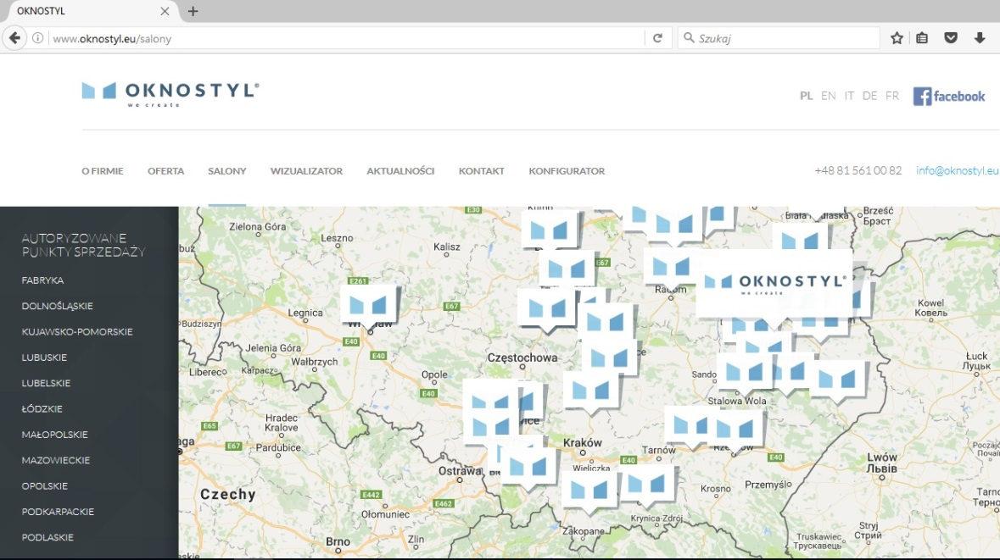 OKNOSTYL
www.oknostyl.eu/salony
Szukaj
OKNOSTYL®
we create
PL EN IT DE FR
facebook
O FIRMIE OFERTA SALONY WIZUALIZATOR AKTUALNOŚCI KONTAKT KONFIGURATOR
+48 81 561 00 82 info@oknostyl.eu
AUTORYZOWANE
PUNKTY SPRZEDAŻY
FABRYKA
DOLNOŚLĄSKIE
KUJAWSKO-POMORSKIE
LUBUSKIE
LUBELSKIE
ŁÓDZKIE
MAŁOPOLSKIE
MAZOWIECKIE
OPOLSKIE
PODKARPACKIE
PODLASKIE
E30
Brześć
Брэст
Zielona Góra
Leszno
Kalisz
E67
E261
OKNOSTYL®
we create
Radom
Kowel
Ковель
Legnica
E67
Budziszyn
E40
Jelenia Góra
E40
Wałbrzych
Częstochowa
Łuck
Луцьк
Liberec
Karpacz
Opole
E40
Stalowa Wola
Hradec
Kralove
E65
E67
Pardubice
Kraków
Tarnów
Rzeszów
E40
Lwów
Львів
Wieliczka
E40
Ostrawa
Krosno
Przemyśl
Czechy
E442
E462
Ołomuniec
Krynica-Zdrój
Zakopane
Stryj
Стрий
Brno
Zlin
Truskawiec
Трускавець